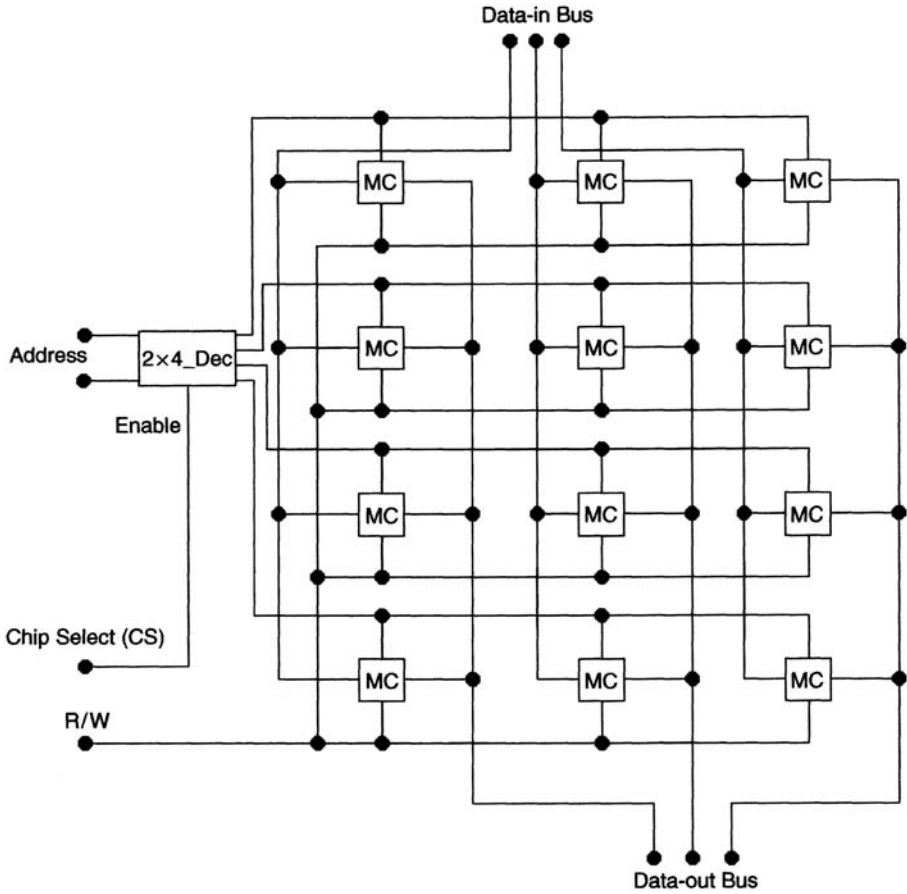 Data-in Bus
MC MC MC
Address
2×4_Dec
MC MC MC
Enable
MC MC MC
Chip Select (CS)
MC MC MC
R/W
Data-out Bus